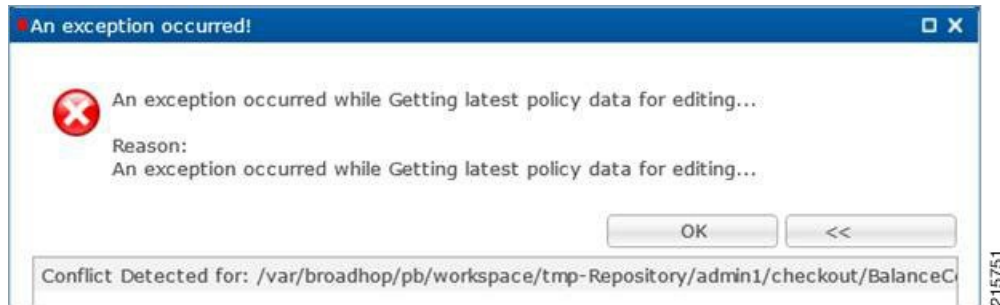 An exception occurred!
An exception occurred while Getting latest policy data for editing...
Reason:
An exception occurred while Getting latest policy data for editing...
OK
<<
Conflict Detected for: /var/broadhop/pb/workspace/tmp-Repository/admin1/checkout/BalanceC
215751